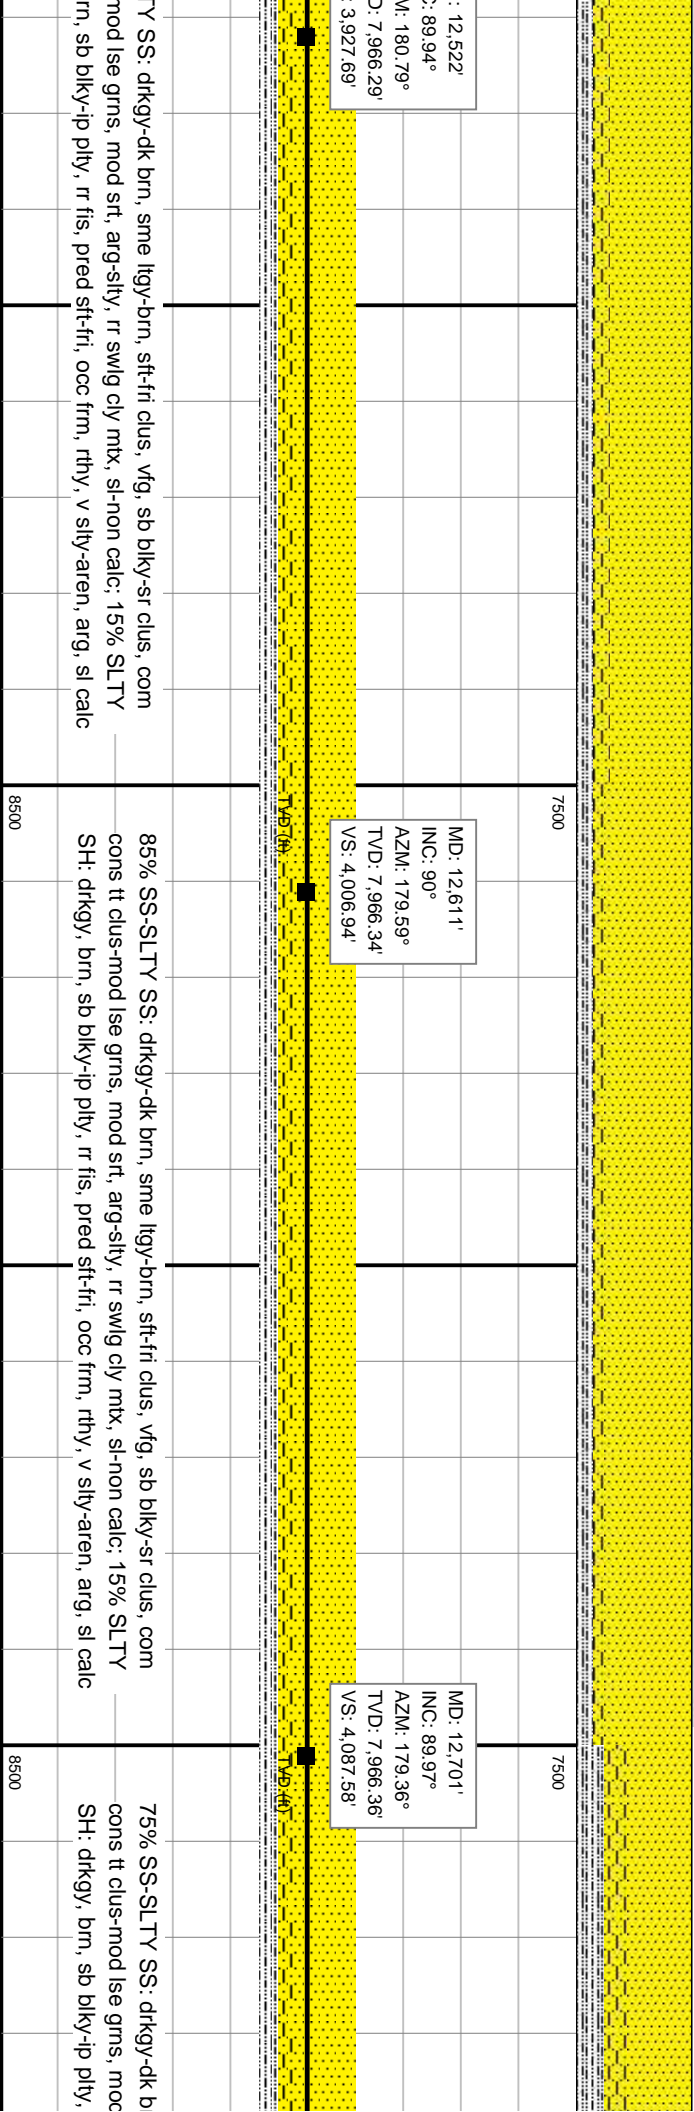 : 12,522'
: 89.94°
M: 180.79°
D: 7,966.29'
: 3,927.69'
TY SS: drkgy-dk brn, sme ltgy-brn, sft-fri clus, vfg, sb blky-sr clus, com
mod lse grns, mod srt, arg-slty, rr swlg cly mtx, sl-non calc; 15% SLTY
rn, sb blky-ip plty, rr fis, pred sft-fri, occ frm, rthy, v slty-aren, arg, sl calc
7500
TVD (ft)
8500
MD: 12,611'
INC: 90°
AZM: 179.59°
TVD: 7,966.34'
VS: 4,006.94'
85% SS-SLTY SS: drkgy-dk brn, sme ltgy-brn, sft-fri clus, vfg, sb blky-sr clus, com
cons tt clus-mod lse grns, mod srt, arg-slty, rr swlg cly mtx, sl-non calc; 15% SLTY
SH: drkgy, brn, sb blky-ip plty, rr fis, pred sft-fri, occ frm, rthy, v slty-aren, arg, sl calc
MD: 12,701'
INC: 89.97°
AZM: 179.36°
TVD: 7,966.36'
VS: 4,087.58'
7500
TVD (ft)
8500
75% SS-SLTY SS: drkgy-dk b
cons tt clus-mod lse grns, mod
SH: drkgy, brn, sb blky-ip plty,